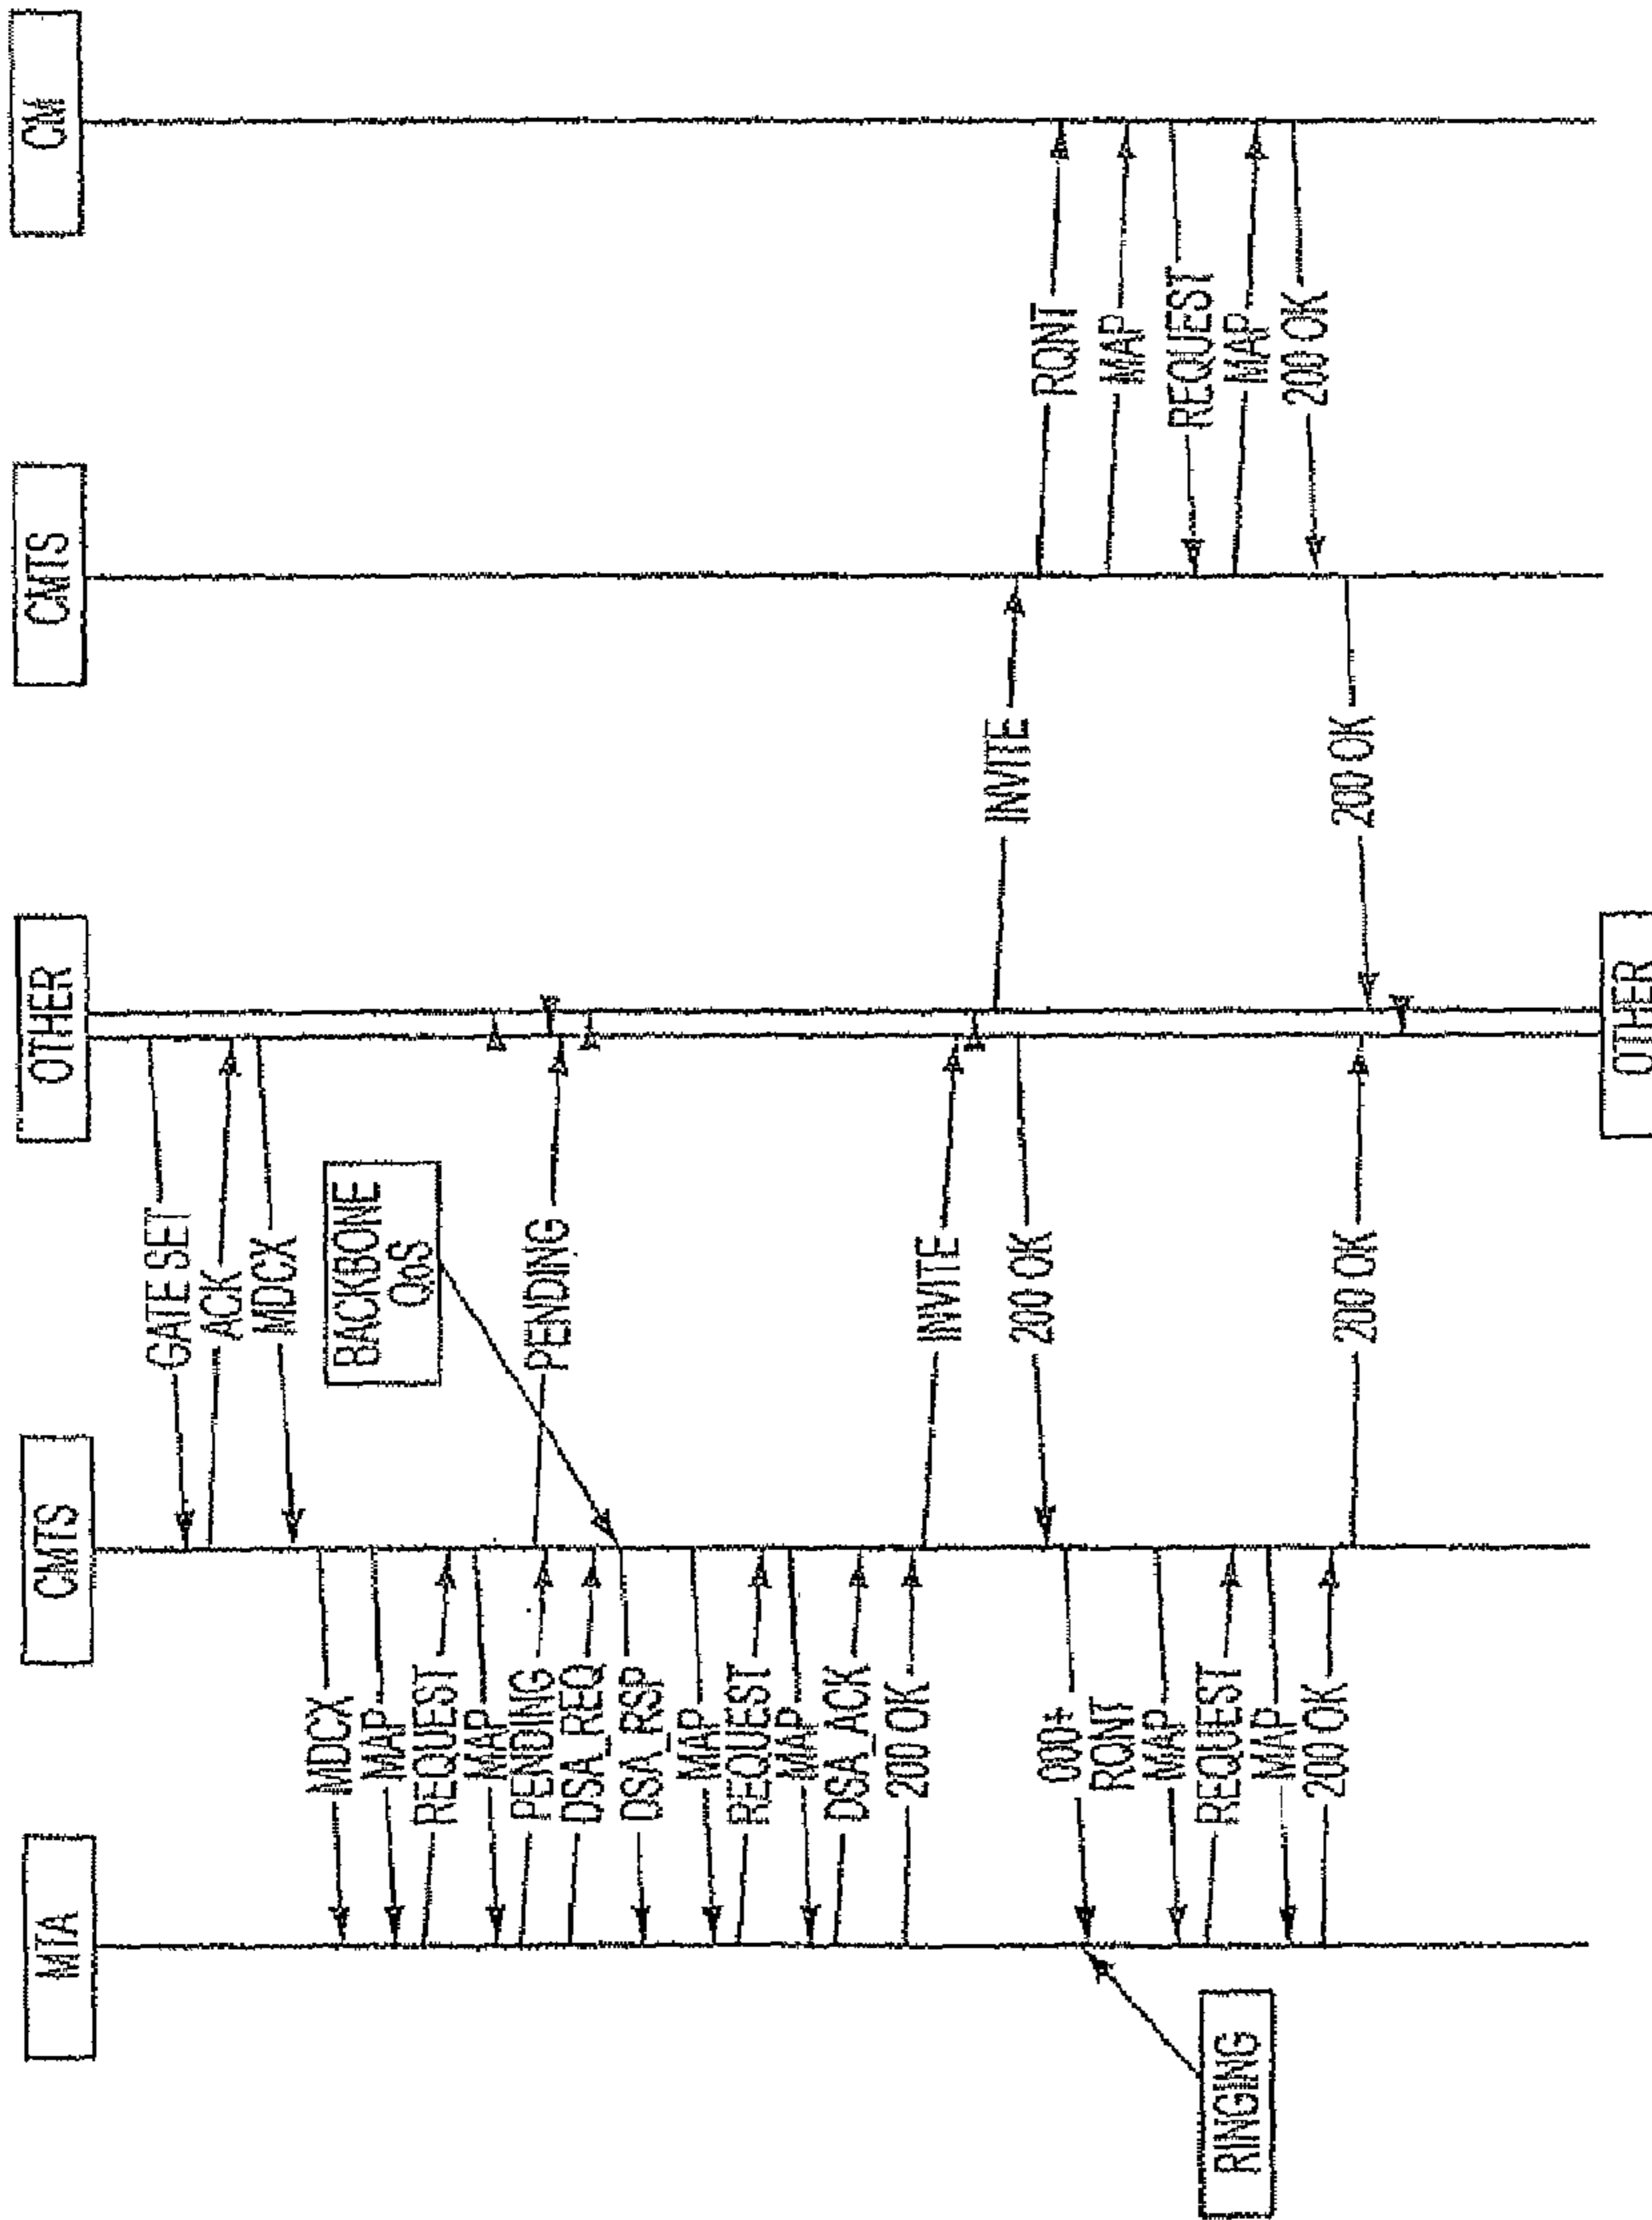 MTA
CMTS
OTHER
CMTS
CM
GATE SET
ACK
MDCX
MDCX
MAP
REQUEST
MAP
PENDING
DSA_REQ
DSA_RSP
MAP
REQUEST
MAP
DSA_ACK
200 OK
BACKBONE
QoS
PENDING
INVITE
200 OK
INVITE
RQNT
MAP
REQUEST
MAP
200 OK
000+
RQNT
MAP
REQUEST
MAP
200 OK
RINGING
200 OK
200 OK
OTHER